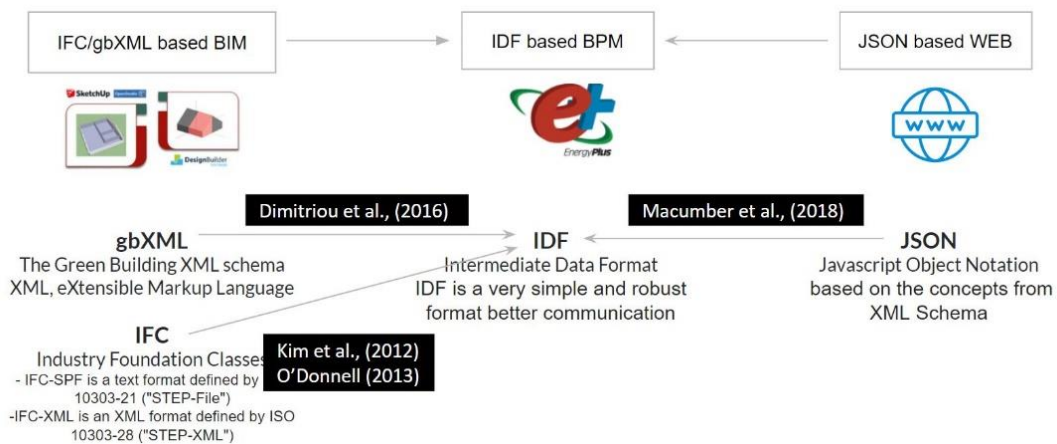 IFC/gbXML based BIM
IDF based BPM
JSON based WEB
SketchUp
DesignBuilder
e+
EnergyPlus
WWW
Dimitriou et al., (2016)
Macumber et al., (2018)
gbXML
The Green Building XML schema
XML, eXtensible Markup Language
IDF
Intermediate Data Format
IDF is a very simple and robust
format better communication
JSON
Javascript Object Notation
based on the concepts from
XML Schema
IFC
Industry Foundation Classes
- IFC-SPF is a text format defined by
10303-21 ("STEP-File")
-IFC-XML is an XML format defined by ISO
10303-28 ("STEP-XML")
Kim et al., (2012)
O'Donnell (2013)